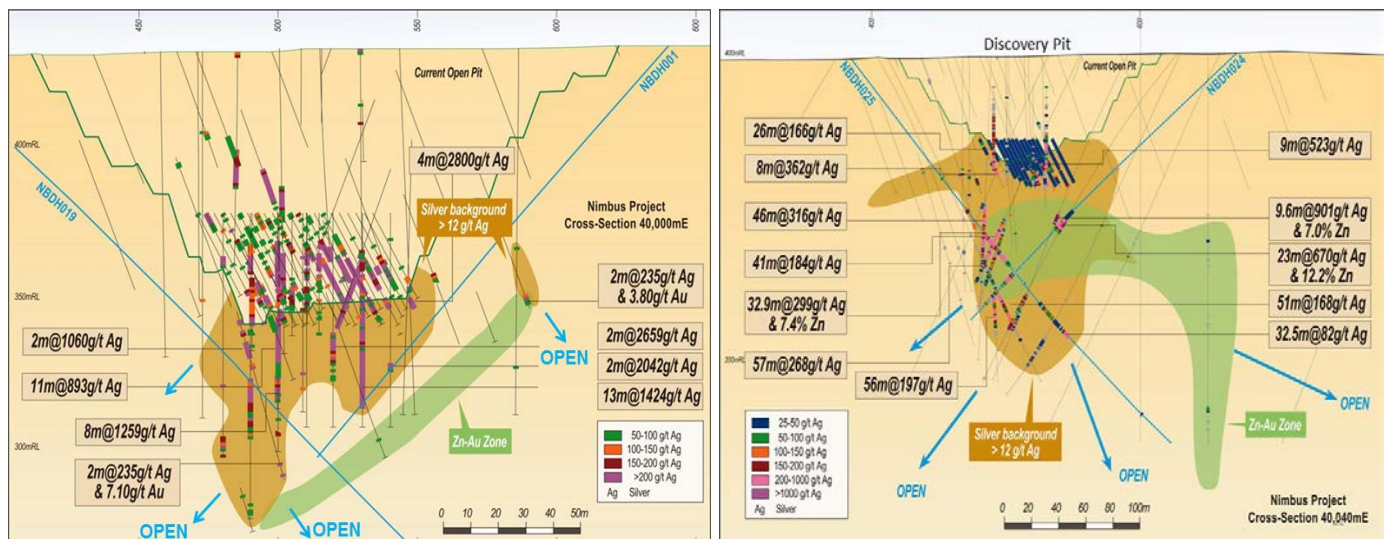 450
500
550
600
NBDH001
Current Open Pit
400mRL
4m@2800g/t Ag
Silver background
> 12 g/t Ag
Nimbus Project
Cross-Section 40,000mE
NBDH019
350mRL
2m@235g/t Ag
& 3.80g/t Au
OPEN
2m@1060g/t Ag
2m@2659g/t Ag
2m@2042g/t Ag
11m@893g/t Ag
13m@1424g/t Ag
8m@1259g/t Ag
Zn-Au Zone
300mRL
2m@235g/t Ag
& 7.10g/t Au
50-100 g/t Ag
100-150 g/t Ag
150-200 g/t Ag
>200 g/t Ag
Ag Silver
OPEN
OPEN
0 10 20 30 40 50m
400
600
Discovery Pit
400mRL
Current Open Pit
NBDH025
NBDH024
26m@166g/t Ag
9m@523g/t Ag
8m@362g/t Ag
46m@316g/t Ag
9.6m@901g/t Ag
& 7.0% Zn
41m@184g/t Ag
23m@670g/t Ag
& 12.2% Zn
32.9m@299g/t Ag
& 7.4% Zn
51m@168g/t Ag
32.5m@82g/t Ag
200mRL
57m@268g/t Ag
56m@197g/t Ag
OPEN
Zn-Au Zone
Silver background
> 12 g/t Ag
25-50 g/t Ag
50-100 g/t Ag
100-150 g/t Ag
150-200 g/t Ag
200-1000 g/t Ag
>1000 g/t Ag
Ag Silver
OPEN
OPEN
0 20 40 60 80 100m
Nimbus Project
Cross-Section 40,040mE